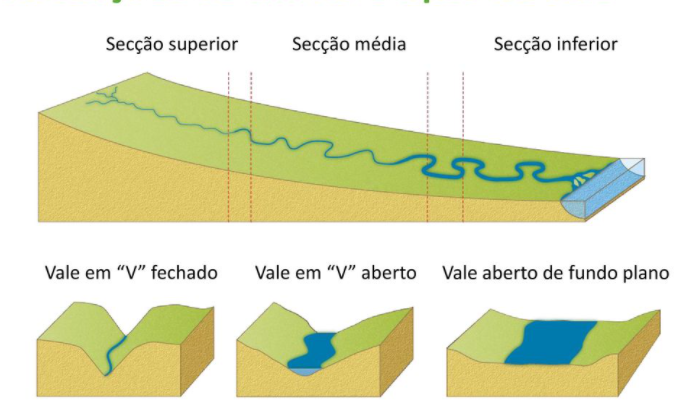 Secção superior Secção média Secção inferior
Vale em “V” fechado Vale em “V” aberto Vale aberto de fundo plano